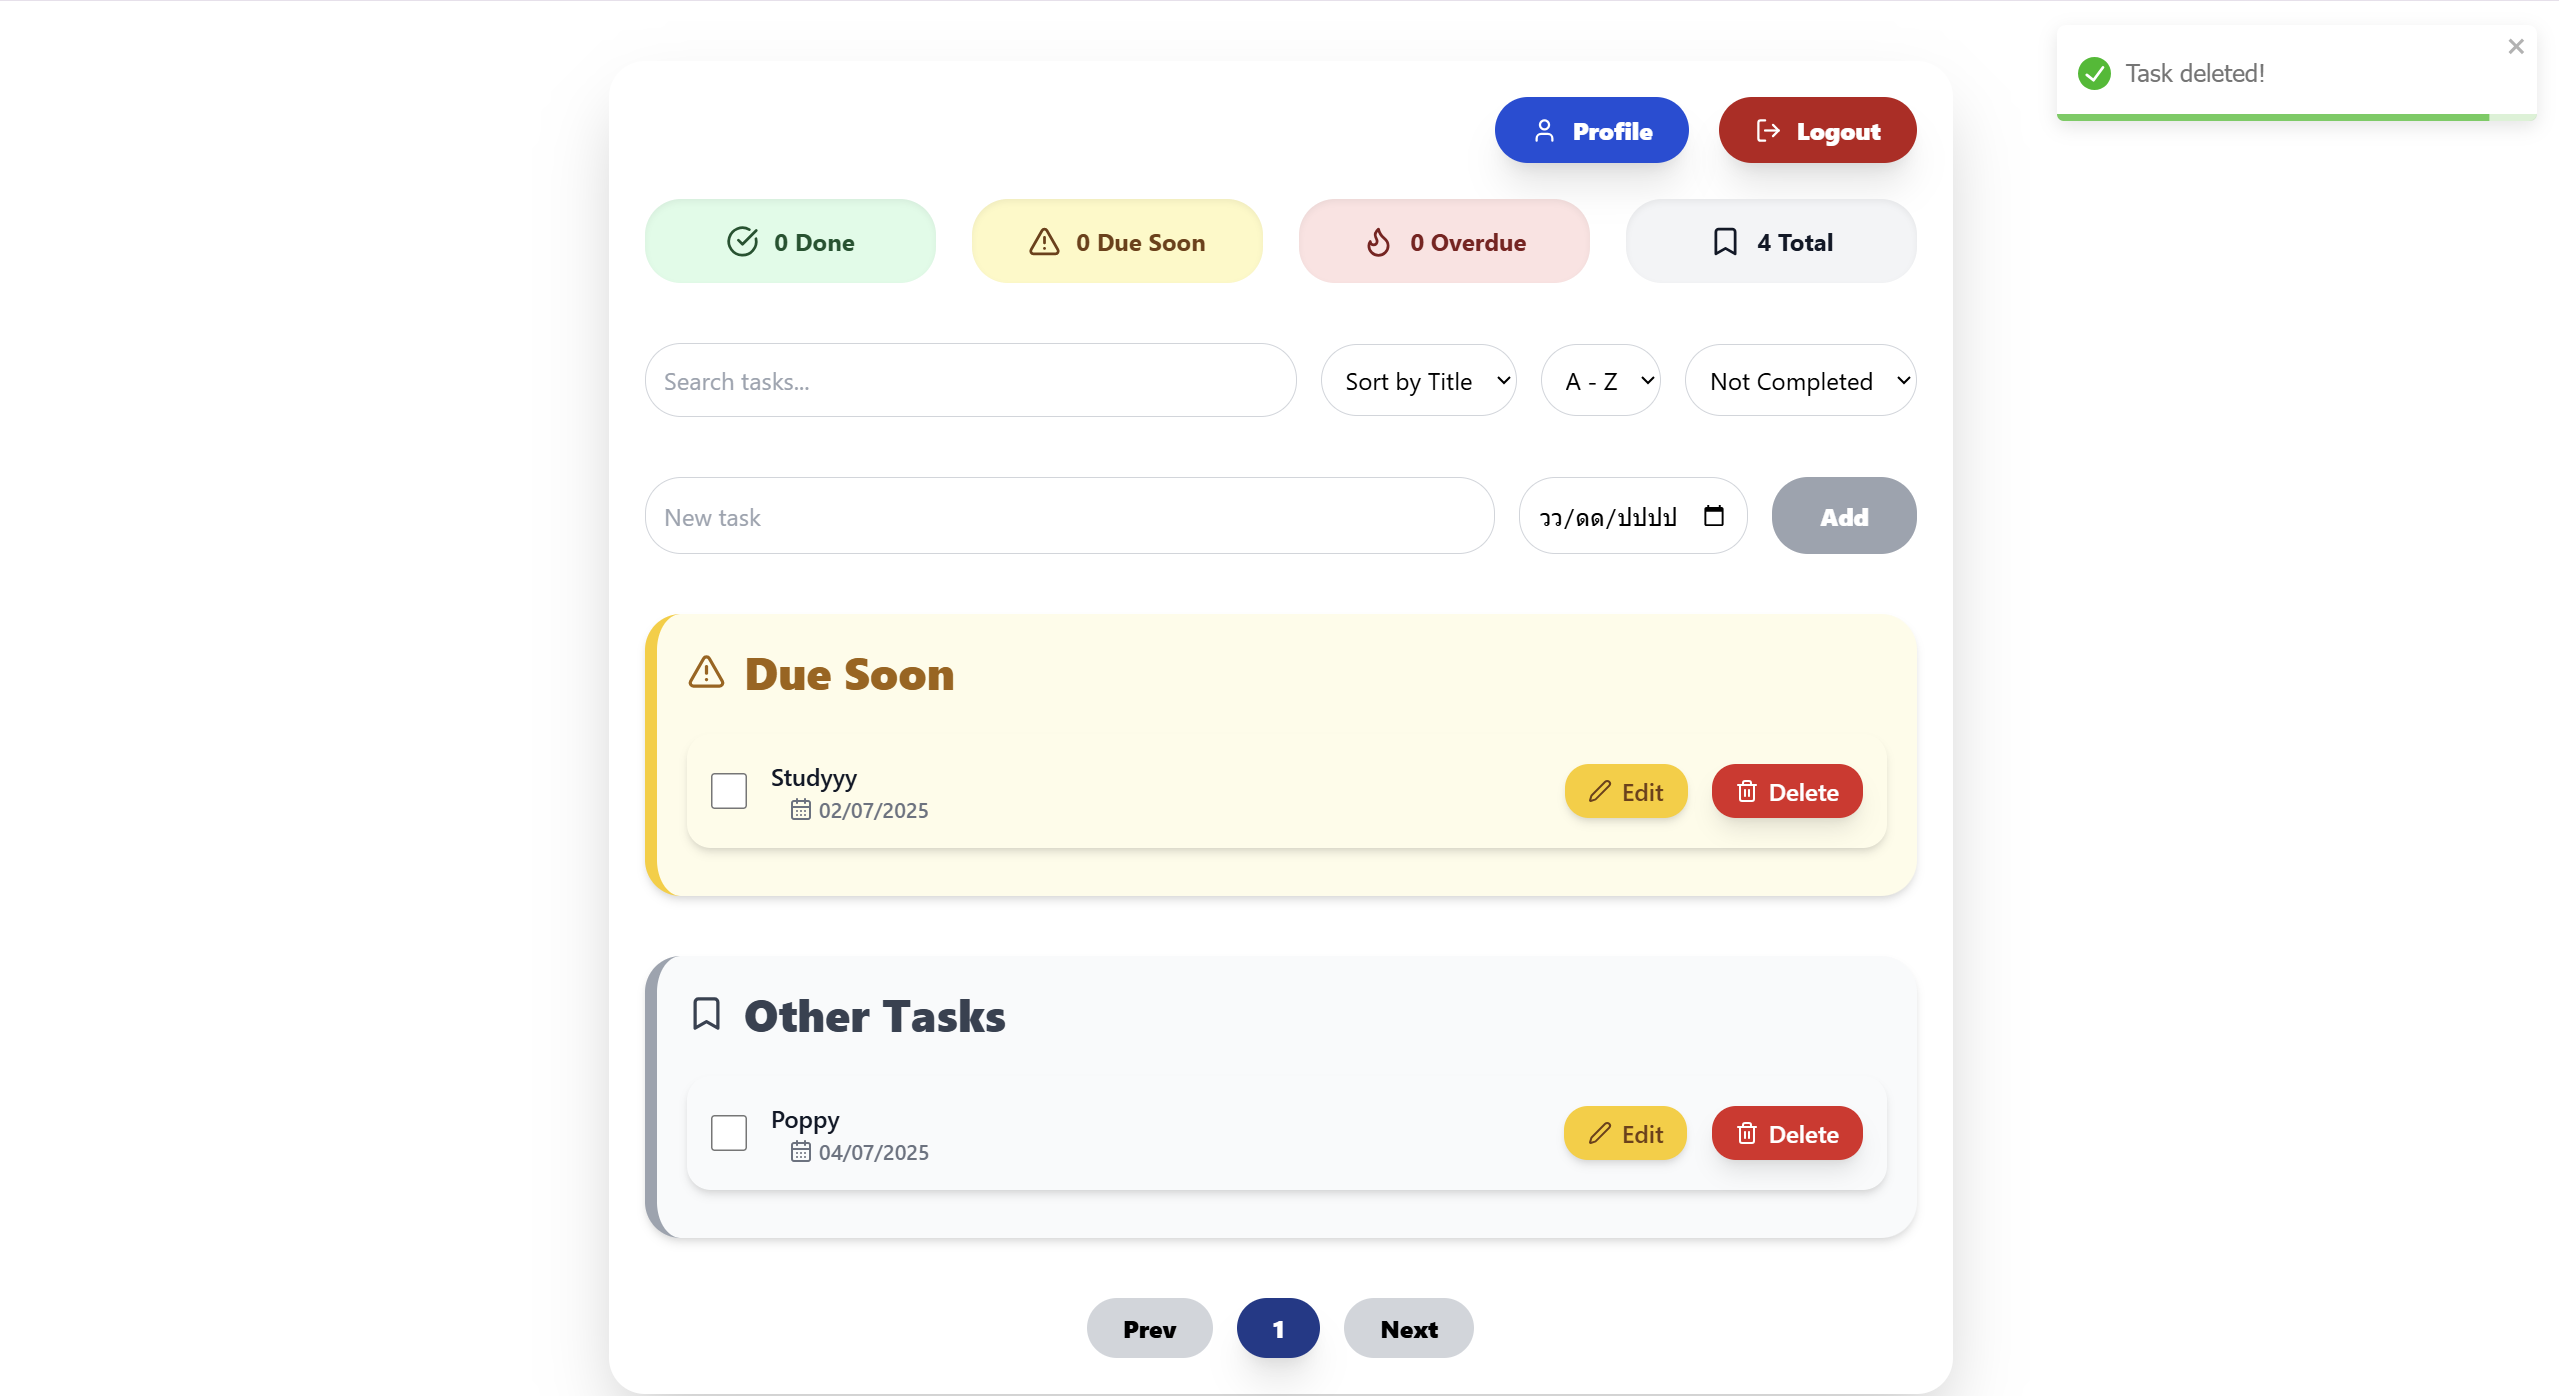 Task deleted!
Profile
Logout
0 Done
0 Due Soon
0 Overdue
4 Total
Search tasks...
Sort by Title
A - Z
Not Completed
New task
วว/ดด/ปปปป
Add
Due Soon
Studyyy
02/07/2025
Edit
Delete
Other Tasks
Poppy
04/07/2025
Edit
Delete
Prev
1
Next